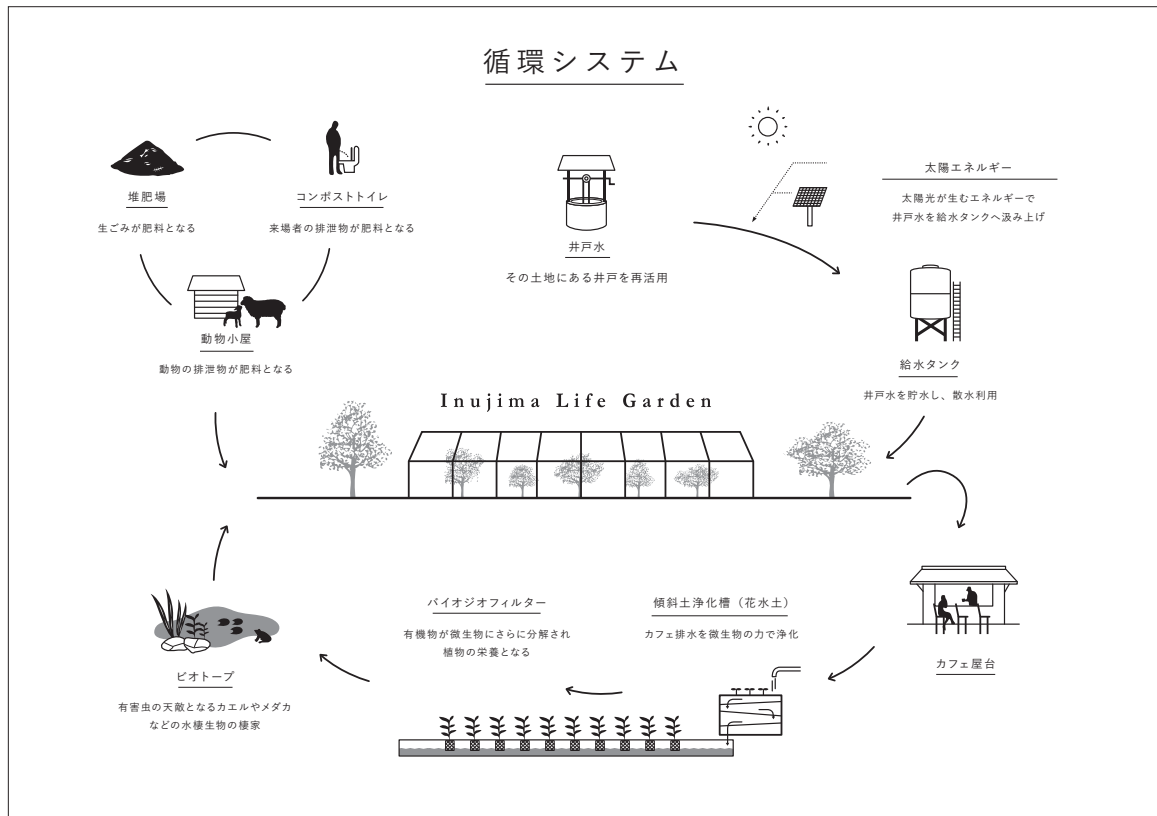 循環システム
堆肥場
生ごみが肥料となる
コンポストトイレ
来場者の排泄物が肥料となる
動物小屋
動物の排泄物が肥料となる
井戸水
その土地にある井戸を再活用
太陽エネルギー
太陽光が生むエネルギーで
井戸水を給水タンクへ汲み上げ
給水タンク
井戸水を貯水し、散水利用
Inujima Life Garden
カフェ屋台
傾斜土浄化槽（花水土）
カフェ排水を微生物の力で浄化
バイオジオフィルター
有機物が微生物にさらに分解され
植物の栄養となる
ビオトープ
有害虫の天敵となるカエルやメダカ
などの水棲生物の棲家